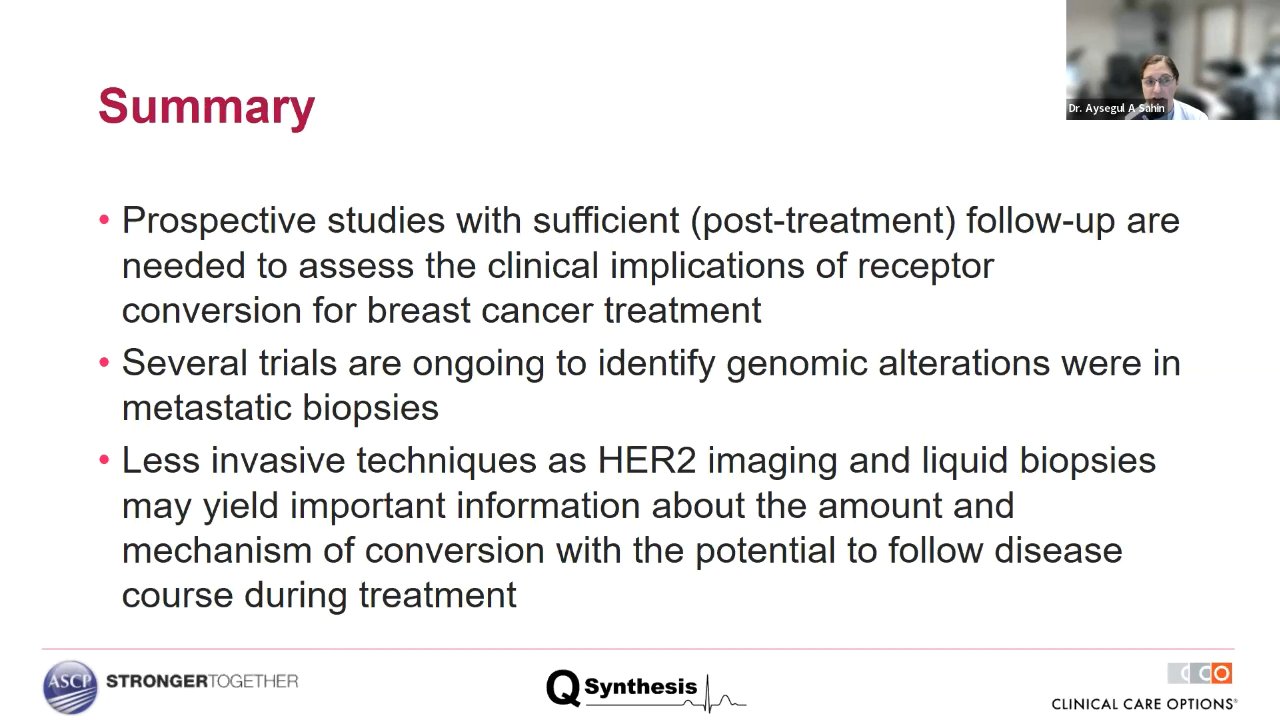 Dr. Aysegul A Sahin
Summary
• Prospective studies with sufficient (post-treatment) follow-up are
needed to assess the clinical implications of receptor
conversion for breast cancer treatment
• Several trials are ongoing to identify genomic alterations were in
metastatic biopsies
• Less invasive techniques as HER2 imaging and liquid biopsies
may yield important information about the amount and
mechanism of conversion with the potential to follow disease
course during treatment
ASCP STRONGERTOGETHER
Q Synthesis
CCO
CLINICAL CARE OPTIONS®